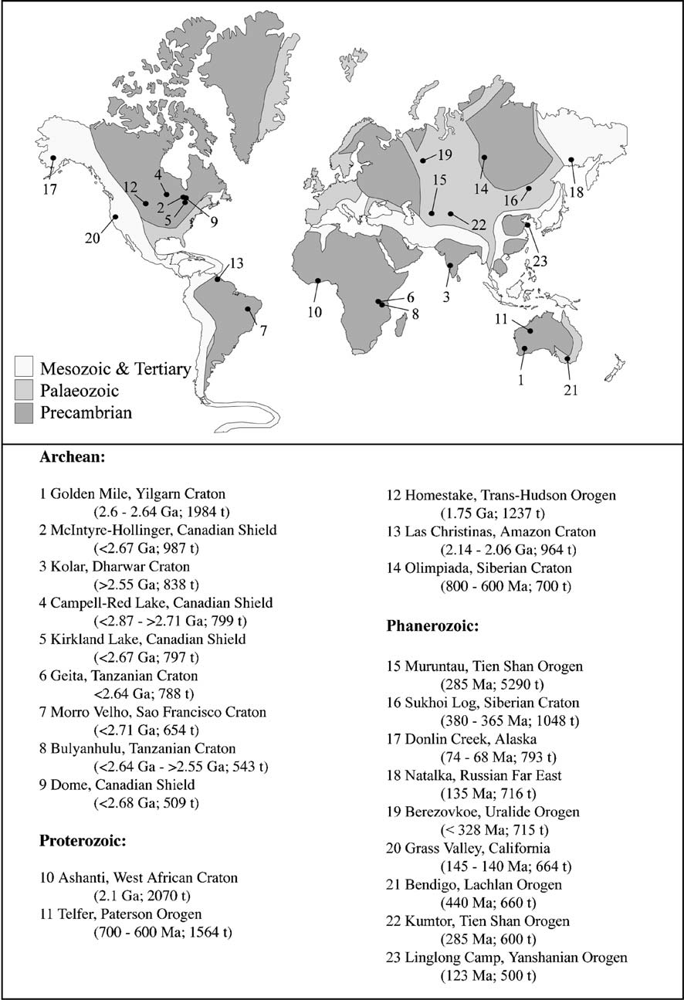 17
12
4
2
5
9
20
13
7
10
6
8
19
15
14
16
18
22
23
3
11
1
21
Mesozoic & Tertiary
Palaeozoic
Precambrian
Archean:
1 Golden Mile, Yilgarn Craton
(2.6 - 2.64 Ga; 1984 t)
2 McIntyre-Hollinger, Canadian Shield
(<2.67 Ga; 987 t)
3 Kolar, Dharwar Craton
(>2.55 Ga; 838 t)
4 Campell-Red Lake, Canadian Shield
(<2.87 - >2.71 Ga; 799 t)
5 Kirkland Lake, Canadian Shield
(<2.67 Ga; 797 t)
6 Geita, Tanzanian Craton
<2.64 Ga; 788 t)
7 Morro Velho, Sao Francisco Craton
(<2.71 Ga; 654 t)
8 Bulyanhulu, Tanzanian Craton
(<2.64 Ga - >2.55 Ga; 543 t)
9 Dome, Canadian Shield
(<2.68 Ga; 509 t)
Proterozoic:
10 Ashanti, West African Craton
(2.1 Ga; 2070 t)
11 Telfer, Paterson Orogen
(700 - 600 Ma; 1564 t)
12 Homestake, Trans-Hudson Orogen
(1.75 Ga; 1237 t)
13 Las Christinas, Amazon Craton
(2.14 - 2.06 Ga; 964 t)
14 Olimpiada, Siberian Craton
(800 - 600 Ma; 700 t)
Phanerozoic:
15 Muruntau, Tien Shan Orogen
(285 Ma; 5290 t)
16 Sukhoi Log, Siberian Craton
(380 - 365 Ma; 1048 t)
17 Donlin Creek, Alaska
(74 - 68 Ma; 793 t)
18 Natalka, Russian Far East
(135 Ma; 716 t)
19 Berezovkoe, Uralide Orogen
(< 328 Ma; 715 t)
20 Grass Valley, California
(145 - 140 Ma; 664 t)
21 Bendigo, Lachlan Orogen
(440 Ma; 660 t)
22 Kumtor, Tien Shan Orogen
(285 Ma; 600 t)
23 Linglong Camp, Yanshanian Orogen
(123 Ma; 500 t)